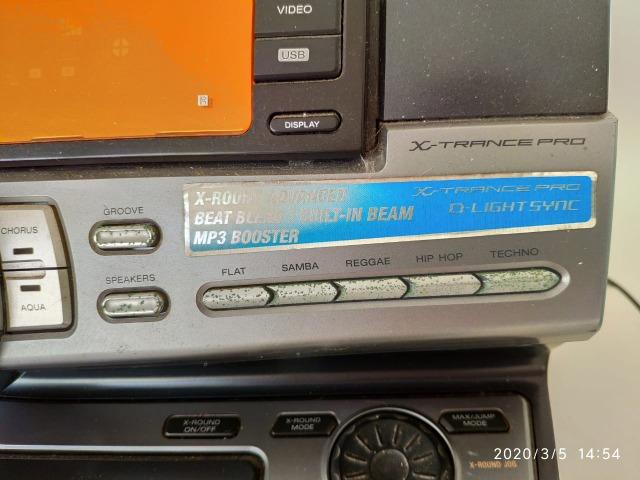 VIDEO
USB
DISPLAY
X-TRANCE PRO
X-ROUND ADVANCED
BEAT BLEND BUILT-IN BEAM
MP3 BOOSTER
X-TRANCE PRO
D-LIGHTSYNC
GROOVE
CHORUS
SPEAKERS
AQUA
FLAT
SAMBA
REGGAE
HIP HOP
TECHNO
X-ROUND
ON/OFF
X-ROUND
MODE
MAX/JUMP
MODE
X-ROUND JOG
2020/3/5 14:54